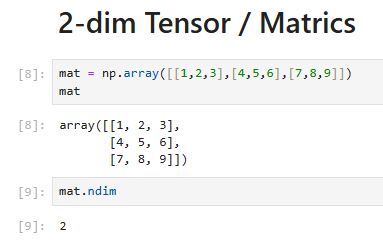 2-dim Tensor / Matrics
[8]: mat = np.array([[1,2,3],[4,5,6],[7,8,9]])
mat
[8]: array([[1, 2, 3],
[4, 5, 6],
[7, 8, 9]])
[9]: mat.ndim
[9]: 2